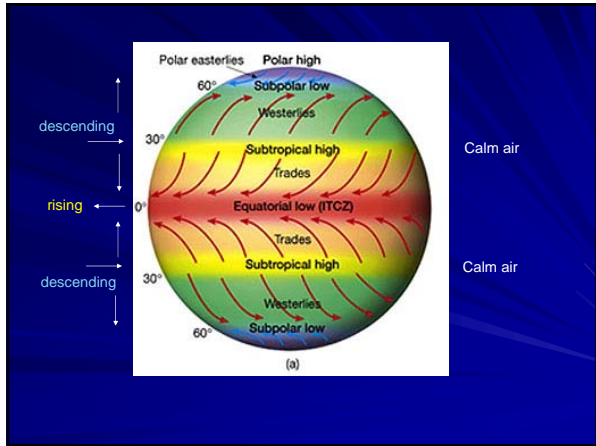 Polar easterlies
Polar high
60°
Subpolar low
Westerlies
descending
30°
Subtropical high
Calm air
Trades
rising
0°
Equatorial low (ITCZ)
Trades
Subtropical high
Calm air
30°
descending
Westerlies
60°
Subpolar low
(a)